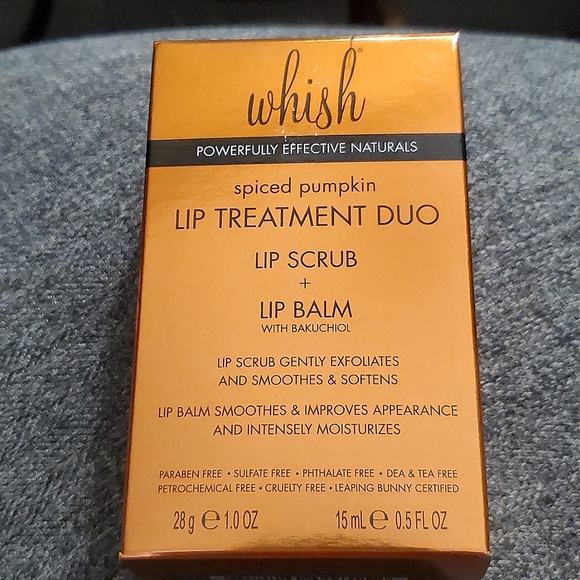 whish®
POWERFULLY EFFECTIVE NATURALS
spiced pumpkin
LIP TREATMENT DUO
LIP SCRUB
+
LIP BALM
WITH BAKUCHIOL
LIP SCRUB GENTLY EXFOLIATES
AND SMOOTHES & SOFTENS
LIP BALM SMOOTHES & IMPROVES APPEARANCE
AND INTENSELY MOISTURIZES
PARABEN FREE • SULFATE FREE • PHTHALATE FREE • DEA & TEA FREE
PETROCHEMICAL FREE • CRUELTY FREE • LEAPING BUNNY CERTIFIED
28 g ℮ 1.0 OZ 15 mL ℮ 0.5 FL OZ